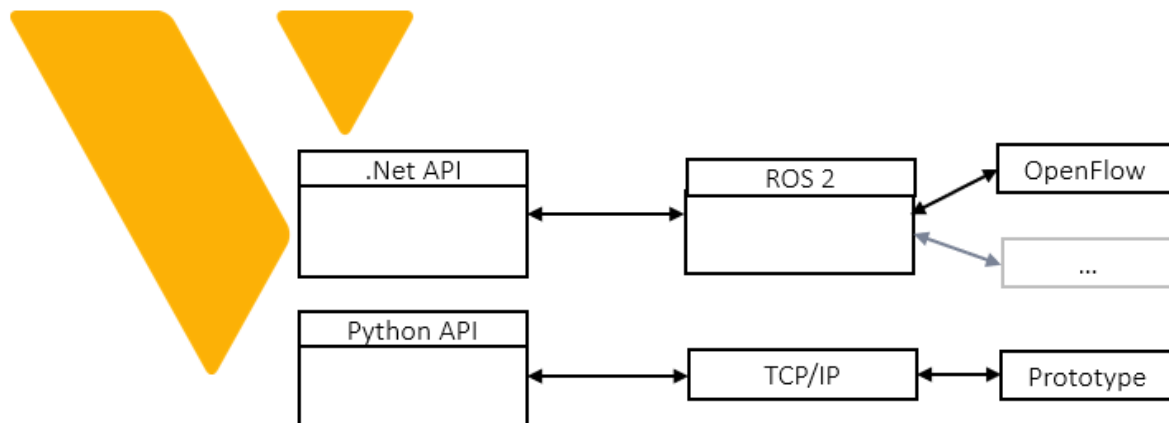 .Net API
ROS 2
OpenFlow
...
Python API
TCP/IP
Prototype